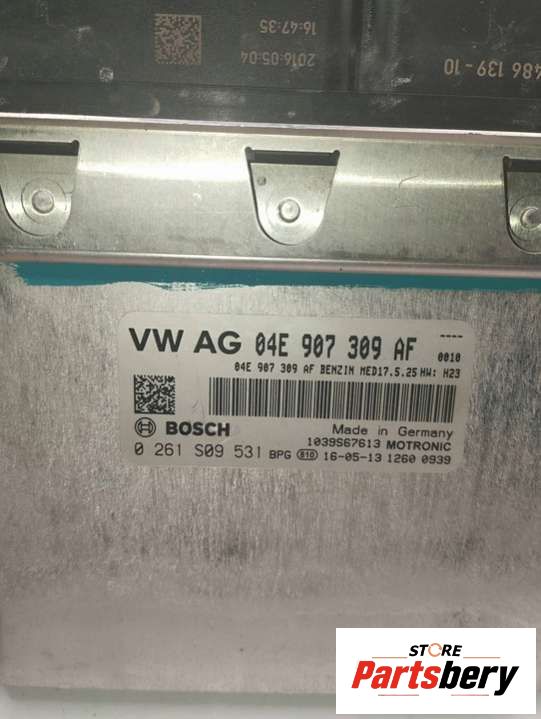 16:47:35
2016:05:04
486 139-10
VW AG 04E 907 309 AF ----
0010
04E 907 309 AF BENZIN MED17.5.25 HW: H23
BOSCH
Made in Germany
1039S67613 MOTRONIC
0 261 S09 531 BPG 610 16-05-13 1260 0939
STORE
Partsbery